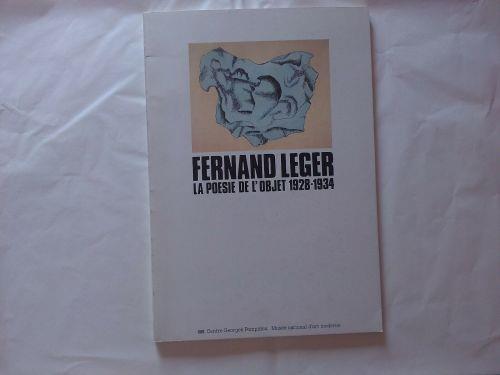 FERNAND LEGER
LA POESIE DE L'OBJET 1928-1934
Centre Georges Pompidou Musée national d'art moderne